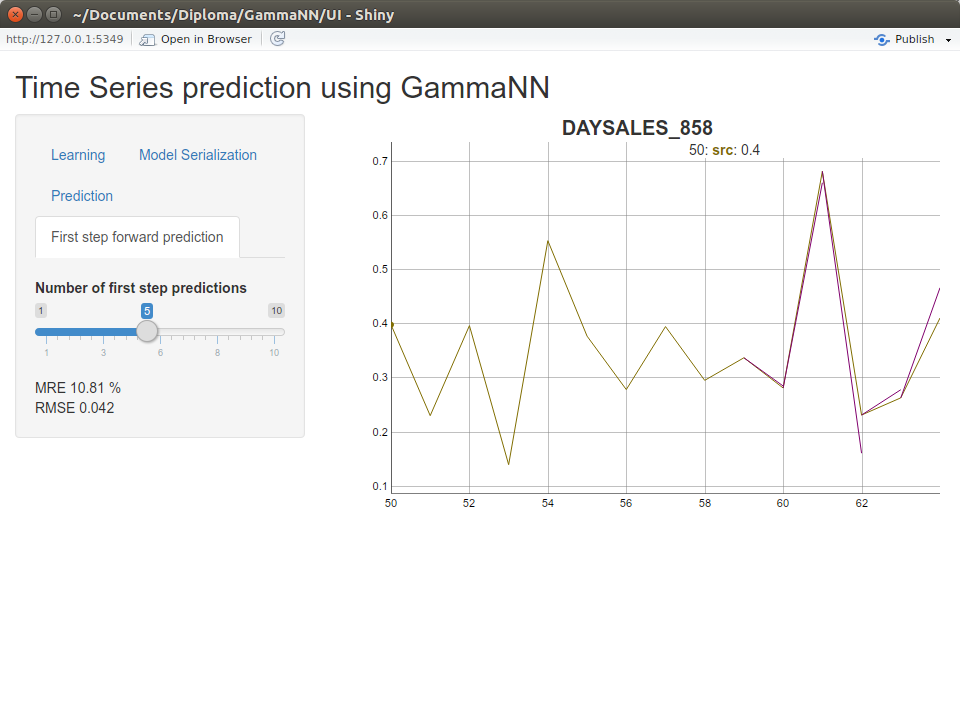 ~/Documents/Diploma/GammaNN/UI - Shiny
http://127.0.0.1:5349 Open in Browser Publish
Time Series prediction using GammaNN
Learning Model Serialization
Prediction
First step forward prediction
Number of first step predictions
1 5 10
1 3 6 8 10
MRE 10.81 %
RMSE 0.042
DAYSALES_858
50: src: 0.4
0.7
0.6
0.5
0.4
0.3
0.2
0.1
50 52 54 56 58 60 62